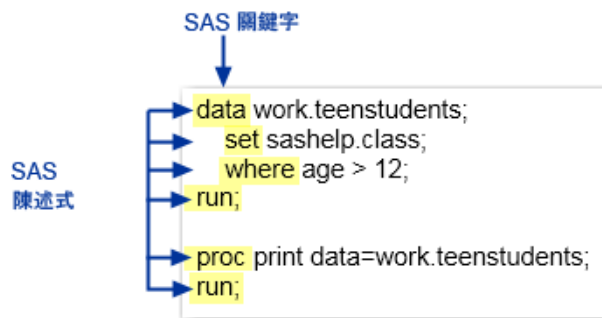 SAS 關鍵字
data work.teenstudents;
set sashelp.class;
where age > 12;
run;
SAS
陳述式
proc print data=work.teenstudents;
run;